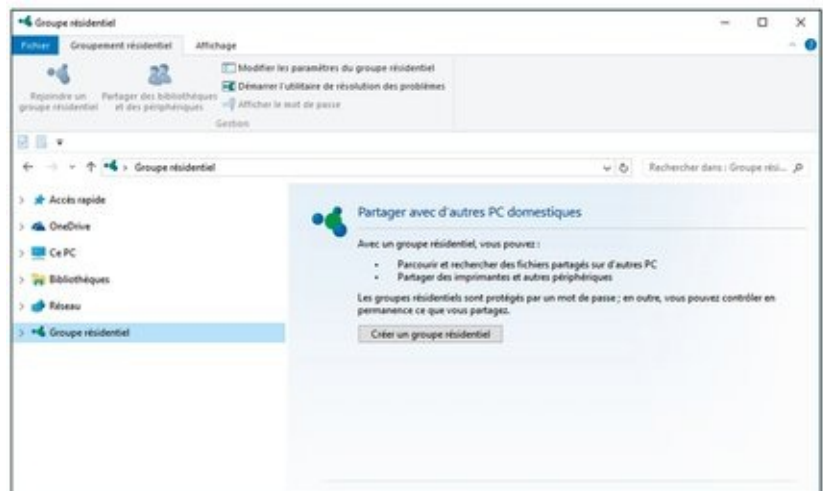 Groupe résidentiel
Fichier Groupement résidentiel Affichage
Rejoindre un groupe résidentiel
Partager des bibliothèques et des périphériques
Modifier les paramètres du groupe résidentiel
Démarrer l'utilitaire de résolution des problèmes
Afficher le mot de passe
Gestion
Groupe résidentiel
Rechercher dans : Groupe rési...
Accès rapide
OneDrive
Ce PC
Bibliothèques
Réseau
Groupe résidentiel
Partager avec d'autres PC domestiques
Avec un groupe résidentiel, vous pouvez :
• Parcourir et rechercher des fichiers partagés sur d'autres PC
• Partager des imprimantes et autres périphériques
Les groupes résidentiels sont protégés par un mot de passe ; en outre, vous pouvez contrôler en
permanence ce que vous partagez.
Créer un groupe résidentiel